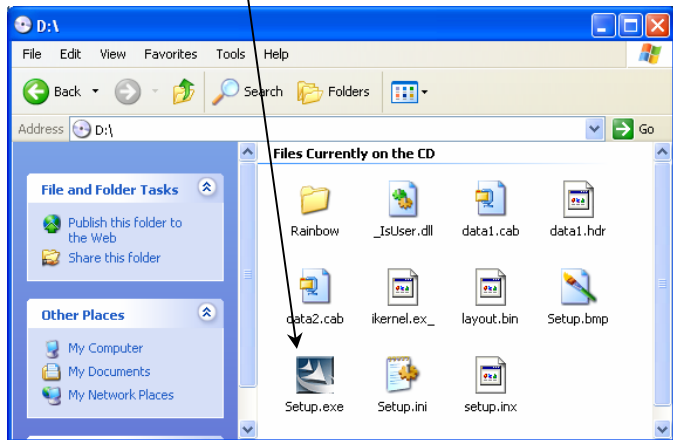 D:\
File Edit View Favorites Tools Help
Back Search Folders
Address D:\ Go
Files Currently on the CD
File and Folder Tasks
Publish this folder to
the Web
Share this folder
Other Places
My Computer
My Documents
My Network Places
Rainbow _IsUser.dll data1.cab data1.hdr
data2.cab ikernel.ex_ layout.bin Setup.bmp
Setup.exe Setup.ini setup.inx